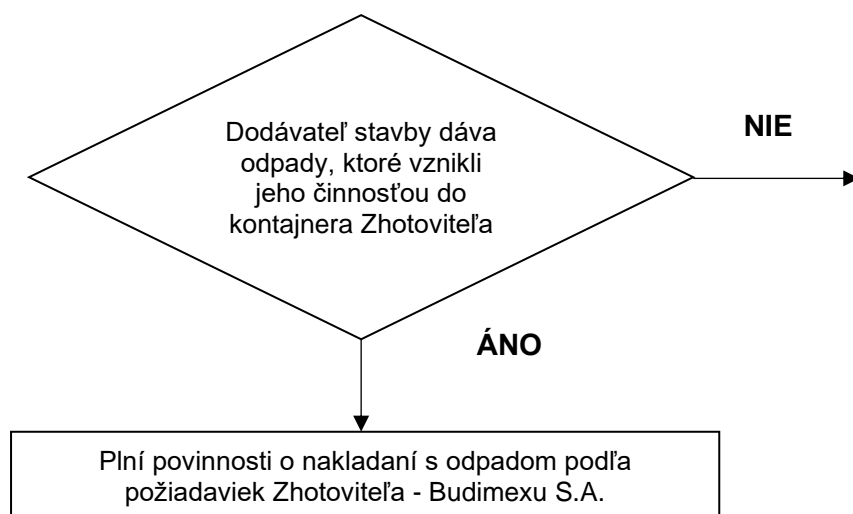 Dodávateľ stavby dáva
odpady, ktoré vznikli
jeho činnosťou do
kontajnera Zhotoviteľa
NIE
ÁNO
Plní povinnosti o nakladaní s odpadom podľa
požiadaviek Zhotoviteľa - Budimexu S.A.